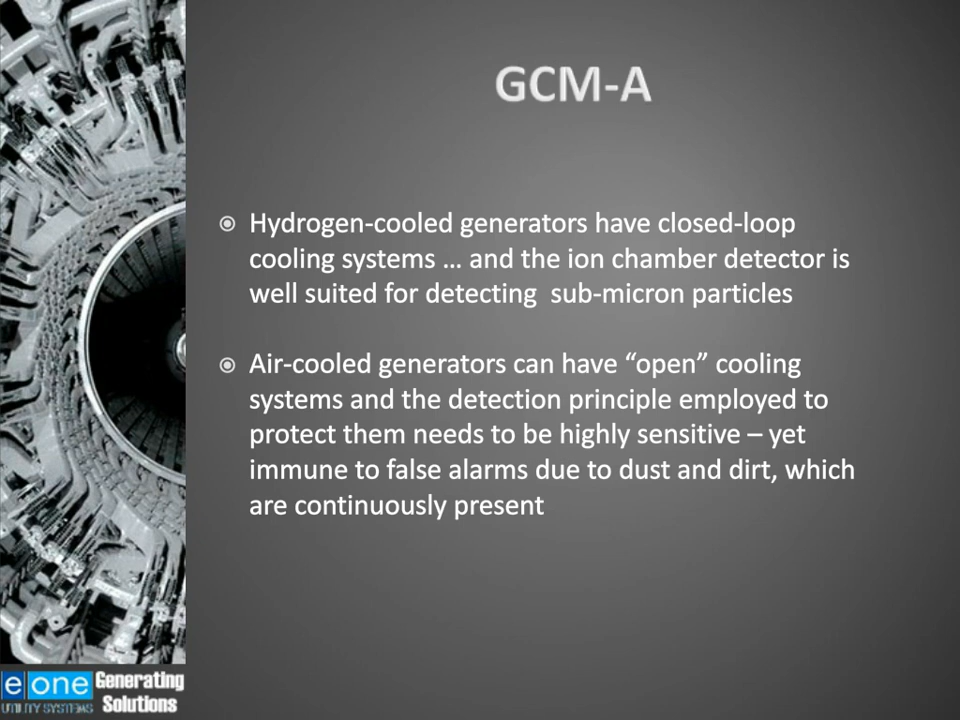 GCM-A
Hydrogen-cooled generators have closed-loop
cooling systems … and the ion chamber detector is
well suited for detecting  sub-micron particles
Air-cooled generators can have “open” cooling
systems and the detection principle employed to
protect them needs to be highly sensitive – yet
immune to false alarms due to dust and dirt, which
are continuously present
e one Generating
UTILITY SYSTEMS Solutions